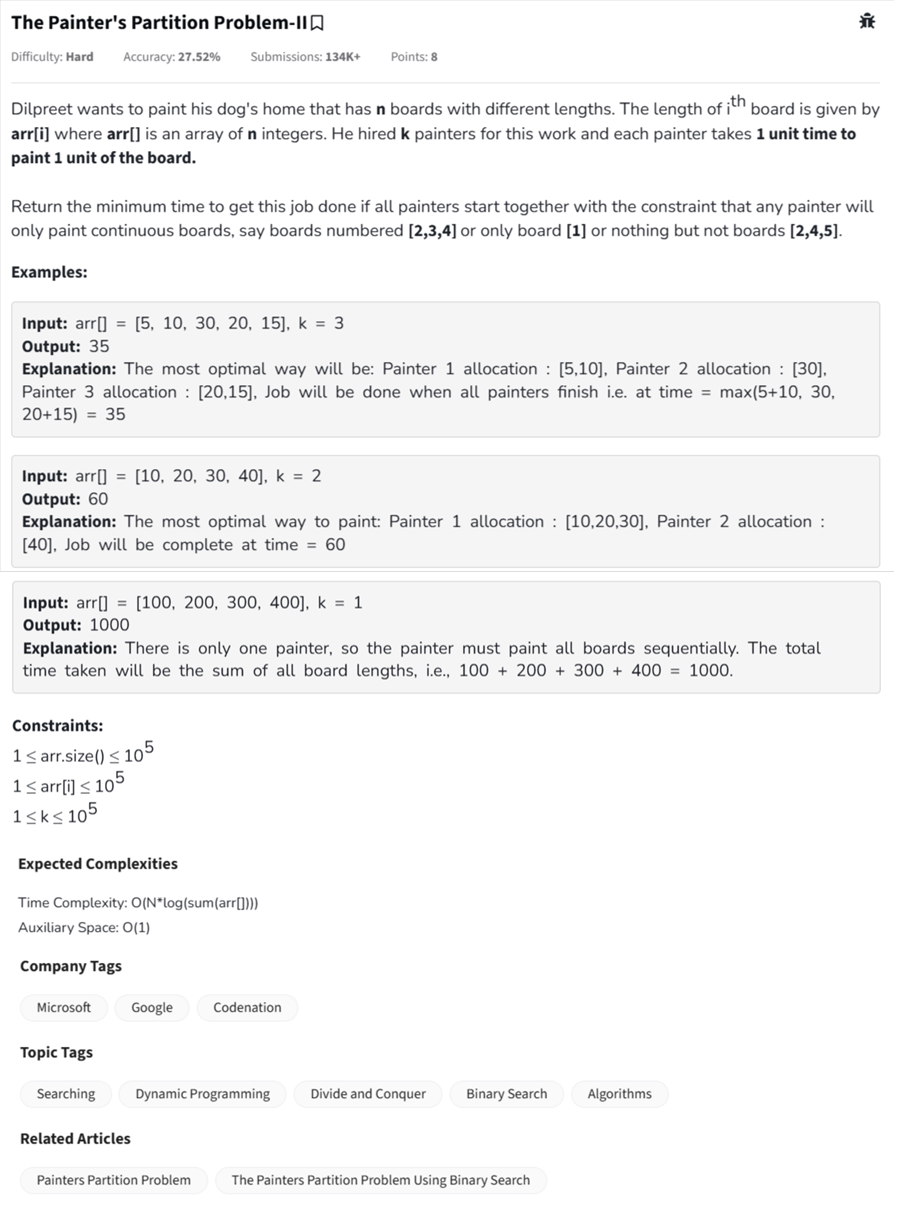 The Painter's Partition Problem-II
Difficulty: Hard Accuracy: 27.52% Submissions: 134K+ Points: 8
Dilpreet wants to paint his dog's home that has n boards with different lengths. The length of ith board is given by
arr[i] where arr[] is an array of n integers. He hired k painters for this work and each painter takes 1 unit time to
paint 1 unit of the board.
Return the minimum time to get this job done if all painters start together with the constraint that any painter will
only paint continuous boards, say boards numbered [2,3,4] or only board [1] or nothing but not boards [2,4,5].
Examples:
Input: arr[] = [5, 10, 30, 20, 15], k = 3
Output: 35
Explanation: The most optimal way will be: Painter 1 allocation : [5,10], Painter 2 allocation : [30],
Painter 3 allocation : [20,15], Job will be done when all painters finish i.e. at time = max(5+10, 30,
20+15) = 35
Input: arr[] = [10, 20, 30, 40], k = 2
Output: 60
Explanation: The most optimal way to paint: Painter 1 allocation : [10,20,30], Painter 2 allocation :
[40], Job will be complete at time = 60
Input: arr[] = [100, 200, 300, 400], k = 1
Output: 1000
Explanation: There is only one painter, so the painter must paint all boards sequentially. The total
time taken will be the sum of all board lengths, i.e., 100 + 200 + 300 + 400 = 1000.
Constraints:
1 ≤ arr.size() ≤ 10^5
1 ≤ arr[i] ≤ 10^5
1 ≤ k ≤ 10^5
Expected Complexities
Time Complexity: O(N*log(sum(arr[])))
Auxiliary Space: O(1)
Company Tags
Microsoft Google Codenation
Topic Tags
Searching Dynamic Programming Divide and Conquer Binary Search Algorithms
Related Articles
Painters Partition Problem The Painters Partition Problem Using Binary Search